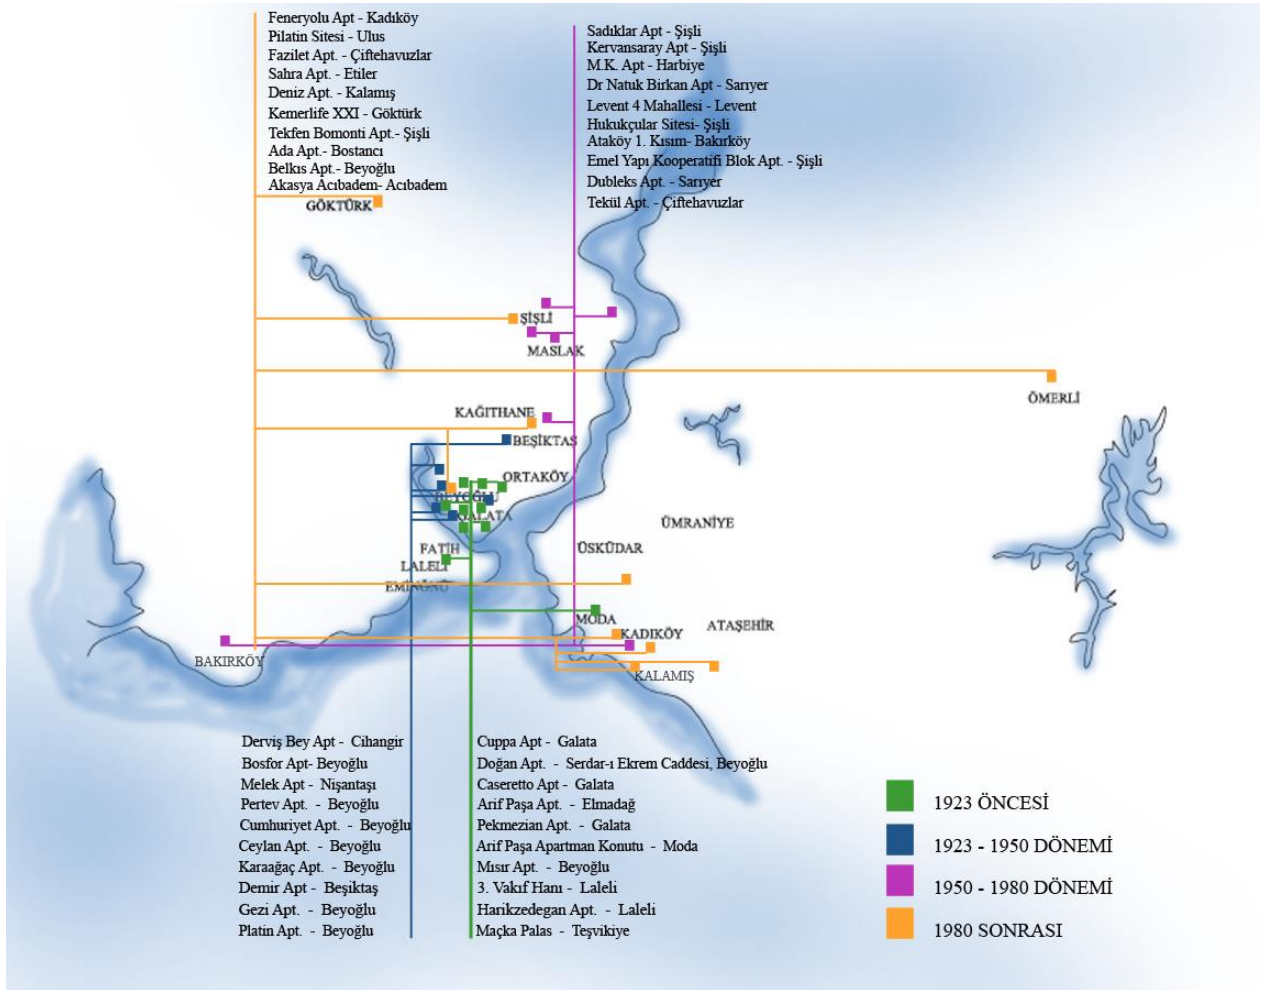 Feneryolu Apt - Kadıköy
Pilatin Sitesi - Ulus
Fazilet Apt. - Çiftehavuzlar
Sahra Apt. - Etiler
Deniz Apt. - Kalamış
Kemerlife XXI - Göktürk
Tekfen Bomonti Apt.- Şişli
Ada Apt.- Bostancı
Belkıs Apt.- Beyoğlu
Akasya Acıbadem- Acıbadem
Sadıklar Apt - Şişli
Kervansaray Apt - Şişli
M.K. Apt - Harbiye
Dr Natuk Birkan Apt - Sarıyer
Levent 4 Mahallesi - Levent
Hukukçular Sitesi- Şişli
Ataköy 1. Kısım- Bakırköy
Emel Yapı Kooperatifi Blok Apt. - Şişli
Dubleks Apt. - Sarıyer
Tekül Apt. - Çiftehavuzlar
GÖKTÜRK
ŞİŞLİ
MASLAK
ÖMERLİ
KAĞITHANE
BEŞİKTAŞ
ORTAKÖY
BEYOĞLU
GALATA
ÜMRANİYE
FATİH
ÜSKÜDAR
LALELİ
EMİNÖNÜ
MODA
ATAŞEHİR
KADIKÖY
BAKIRKÖY
KALAMIŞ
Derviş Bey Apt - Cihangir
Bosfor Apt- Beyoğlu
Melek Apt - Nişantaşı
Pertev Apt. - Beyoğlu
Cumhuriyet Apt. - Beyoğlu
Ceylan Apt. - Beyoğlu
Karaağaç Apt. - Beyoğlu
Demir Apt - Beşiktaş
Gezi Apt. - Beyoğlu
Platin Apt. - Beyoğlu
Cuppa Apt - Galata
Doğan Apt. - Serdar-ı Ekrem Caddesi, Beyoğlu
Caseretto Apt - Galata
Arif Paşa Apt. - Elmadağ
Pekmezian Apt. - Galata
Arif Paşa Apartman Konutu - Moda
Mısır Apt. - Beyoğlu
3. Vakıf Hanı - Laleli
Harikzedegan Apt. - Laleli
Maçka Palas - Teşvikiye
1923 ÖNCESİ
1923 - 1950 DÖNEMİ
1950 - 1980 DÖNEMİ
1980 SONRASI